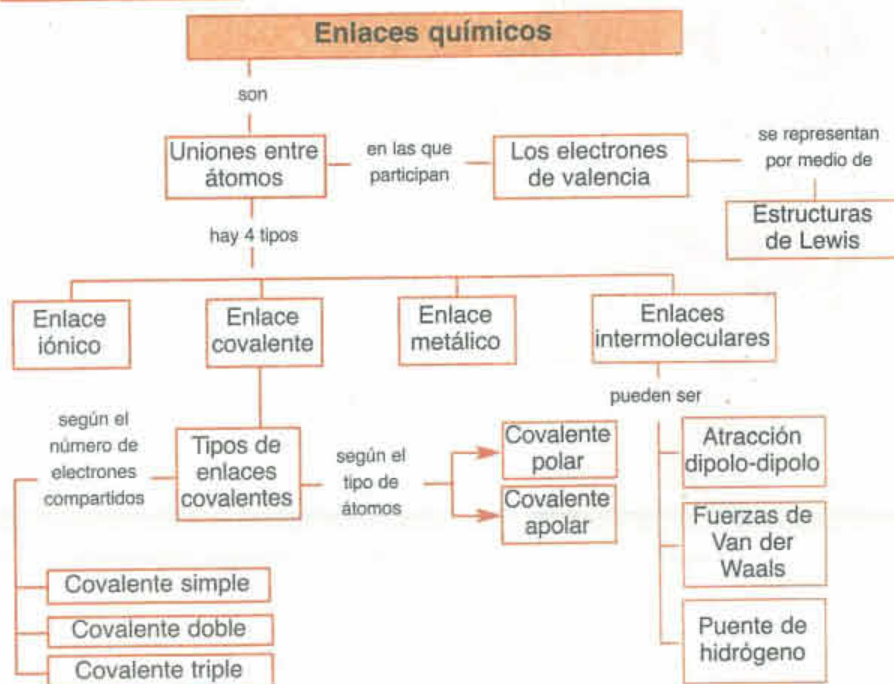 Enlaces químicos
son
Uniones entre
átomos
en las que
participan
Los electrones
de valencia
se representan
por medio de
Estructuras
de Lewis
hay 4 tipos
Enlace
iónico
Enlace
covalente
Enlace
metálico
Enlaces
intermoleculares
pueden ser
según el
número de
electrones
compartidos
Tipos de
enlaces
covalentes
según el
tipo de
átomos
Covalente
polar
Covalente
apolar
Atracción
dipolo-dipolo
Fuerzas de
Van der
Waals
Puente de
hidrógeno
Covalente simple
Covalente doble
Covalente triple